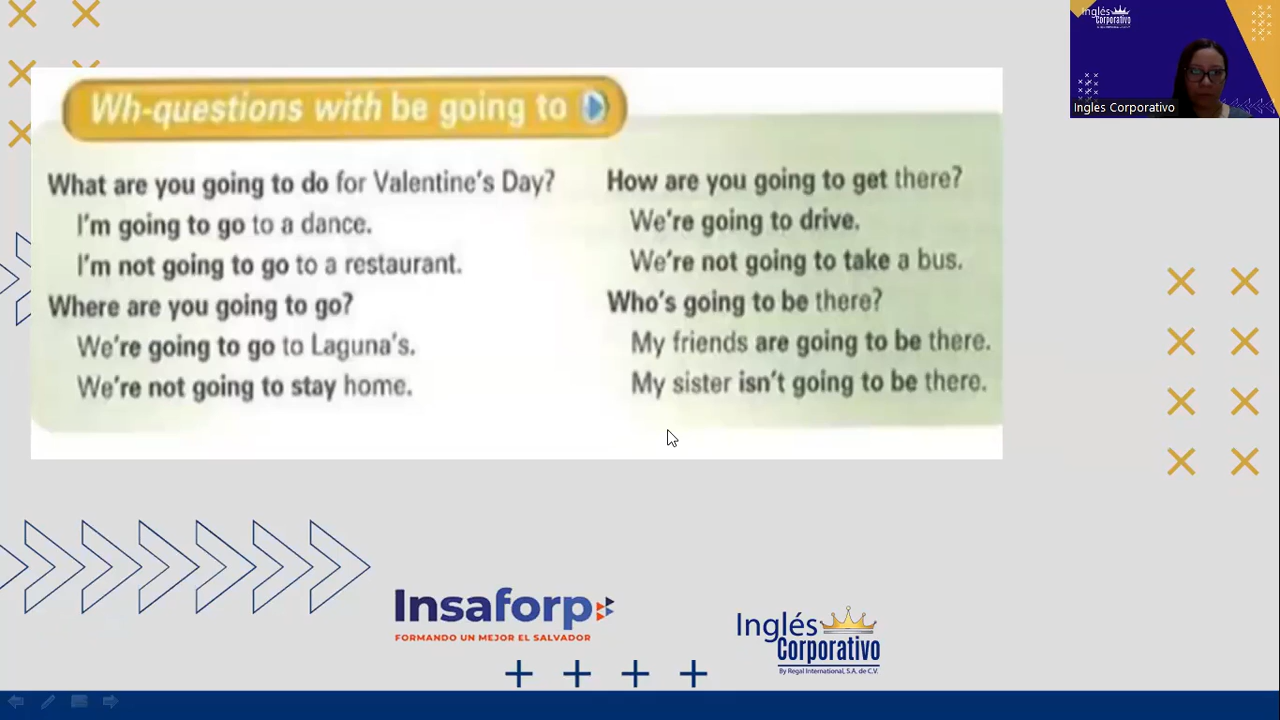 Wh-questions with be going to
What are you going to do for Valentine's Day?
I'm going to go to a dance.
I'm not going to go to a restaurant.
Where are you going to go?
We're going to go to Laguna's.
We're not going to stay home.
How are you going to get there?
We're going to drive.
We're not going to take a bus.
Who's going to be there?
My friends are going to be there.
My sister isn't going to be there.
Inglés
Corporativo
Ingles Corporativo
Insaforp
FORMANDO UN MEJOR EL SALVADOR
Inglés
Corporativo
By Regal International, S.A. de C.V.